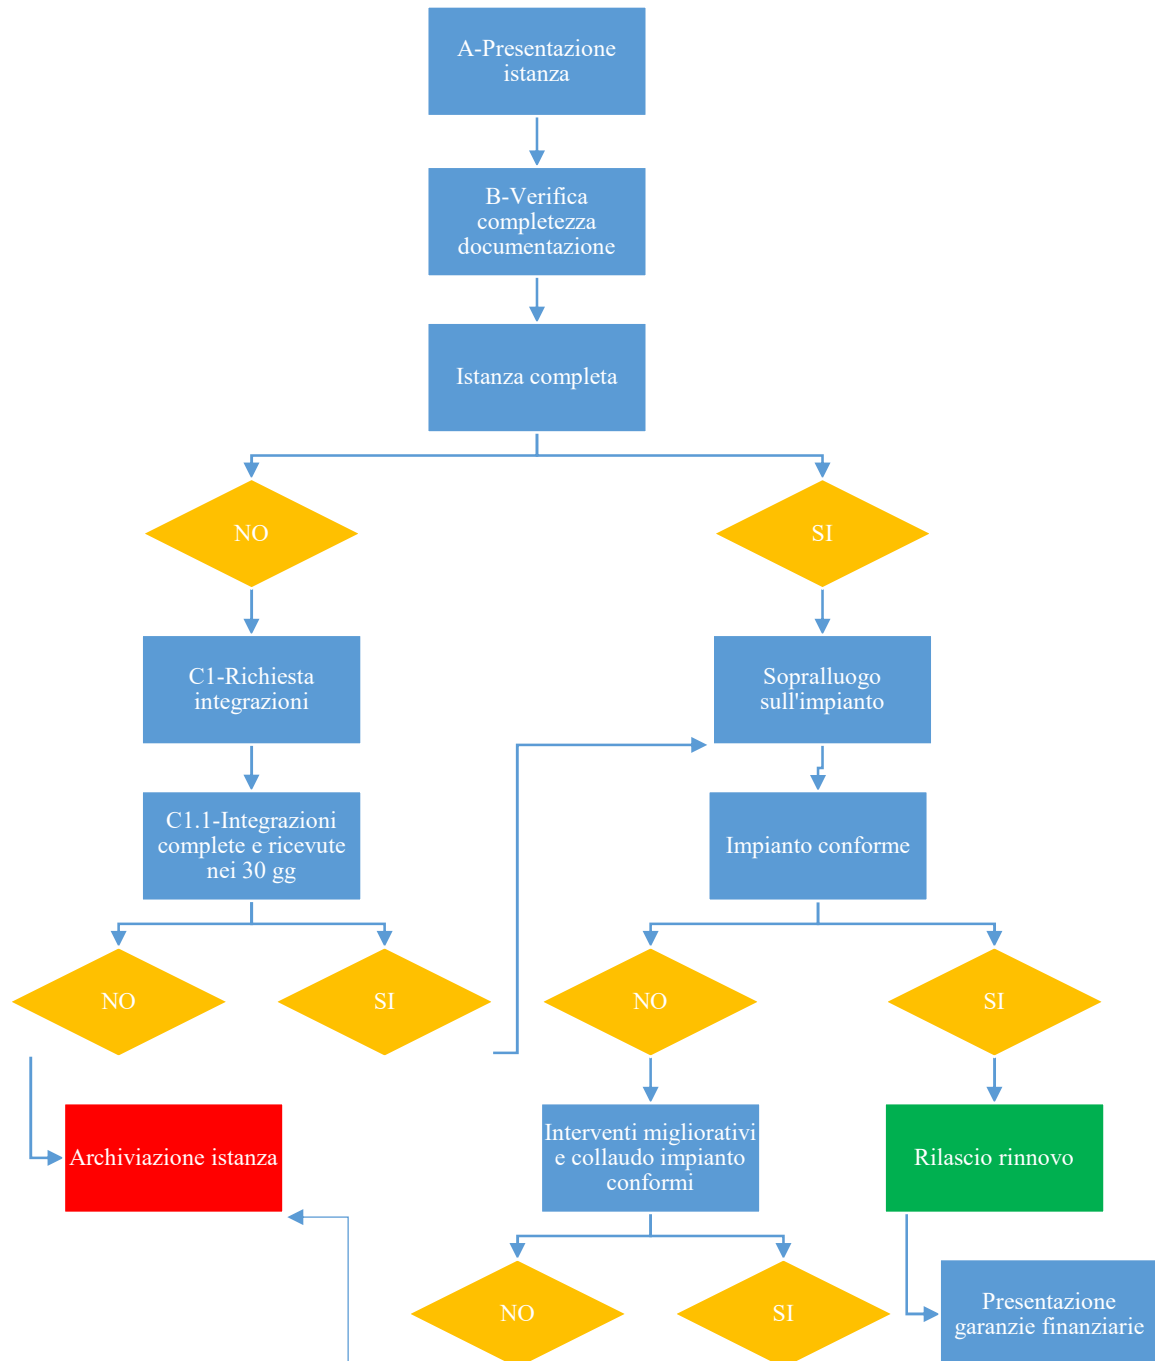 A-Presentazione
istanza
B-Verifica
completezza
documentazione
Istanza completa
NO
SI
C1-Richiesta
integrazioni
Sopralluogo
sull'impianto
C1.1-Integrazioni
complete e ricevute
nei 30 gg
Impianto conforme
NO
SI
NO
SI
Archiviazione istanza
Interventi migliorativi
e collaudo impianto
conformi
Rilascio rinnovo
NO
SI
Presentazione
garanzie finanziarie